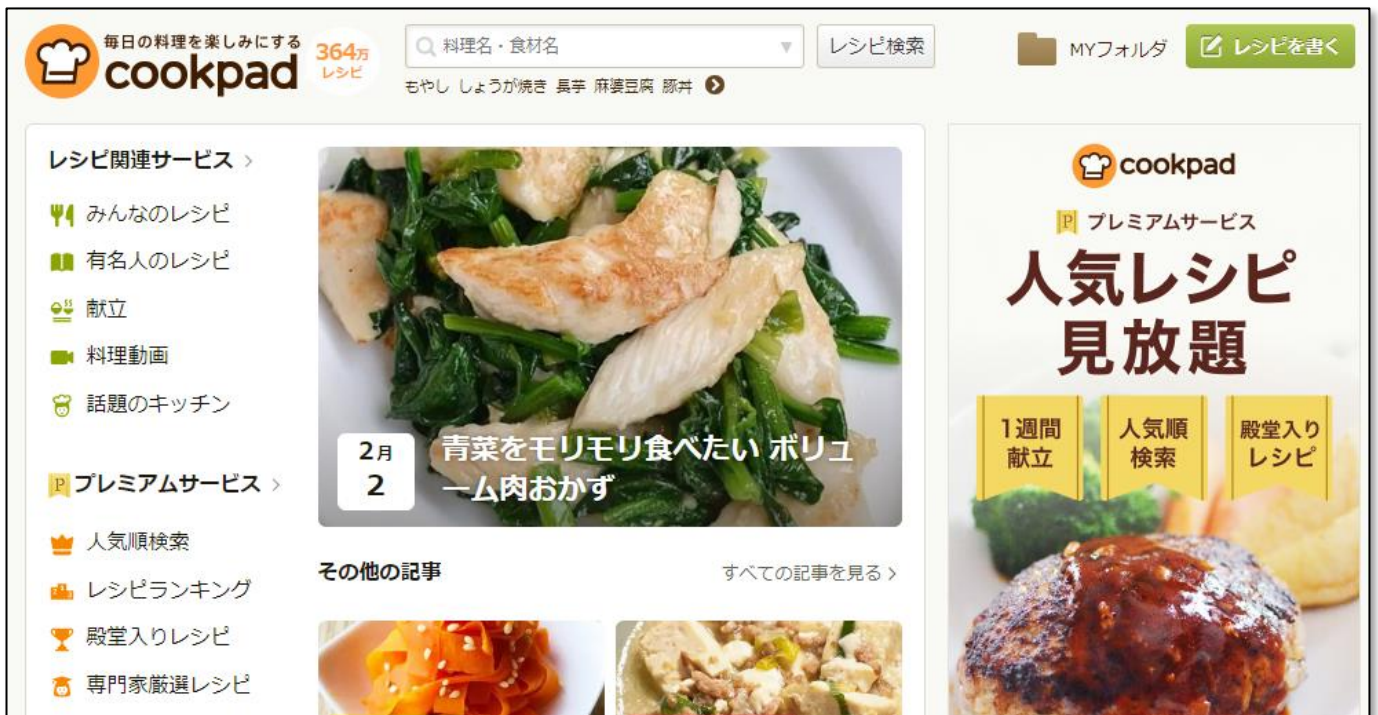 毎日の料理を楽しみにする
cookpad
364万
レシピ
料理名・食材名
レシピ検索
もやし しょうが焼き 長芋 麻婆豆腐 豚丼
MYフォルダ
レシピを書く
レシピ関連サービス
みんなのレシピ
有名人のレシピ
献立
料理動画
話題のキッチン
P プレミアムサービス
人気順検索
レシピランキング
殿堂入りレシピ
専門家厳選レシピ
2月
2
青菜をモリモリ食べたい ボリュ
ーム肉おかず
その他の記事
すべての記事を見る
cookpad
P プレミアムサービス
人気レシピ
見放題
1週間
献立
人気順
検索
殿堂入り
レシピ